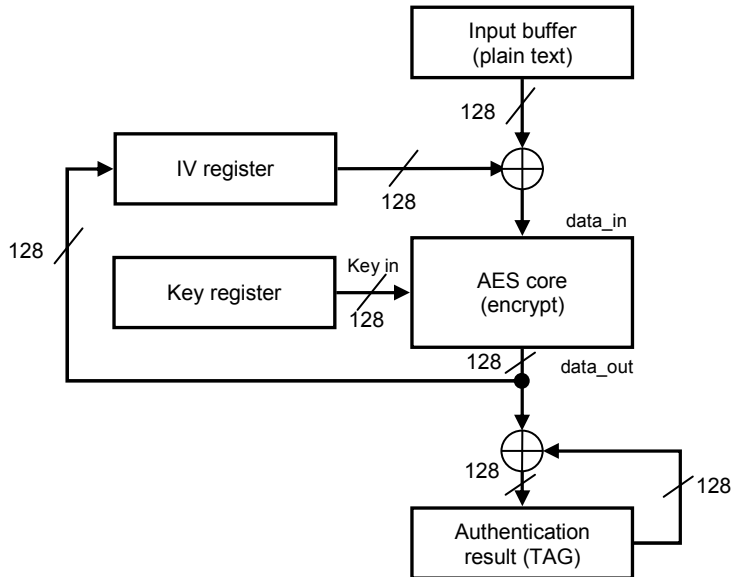 Input buffer
(plain text)
128
IV register
128
data_in
128
Key in
Key register
128
AES core
(encrypt)
128
data_out
128
128
Authentication
result (TAG)